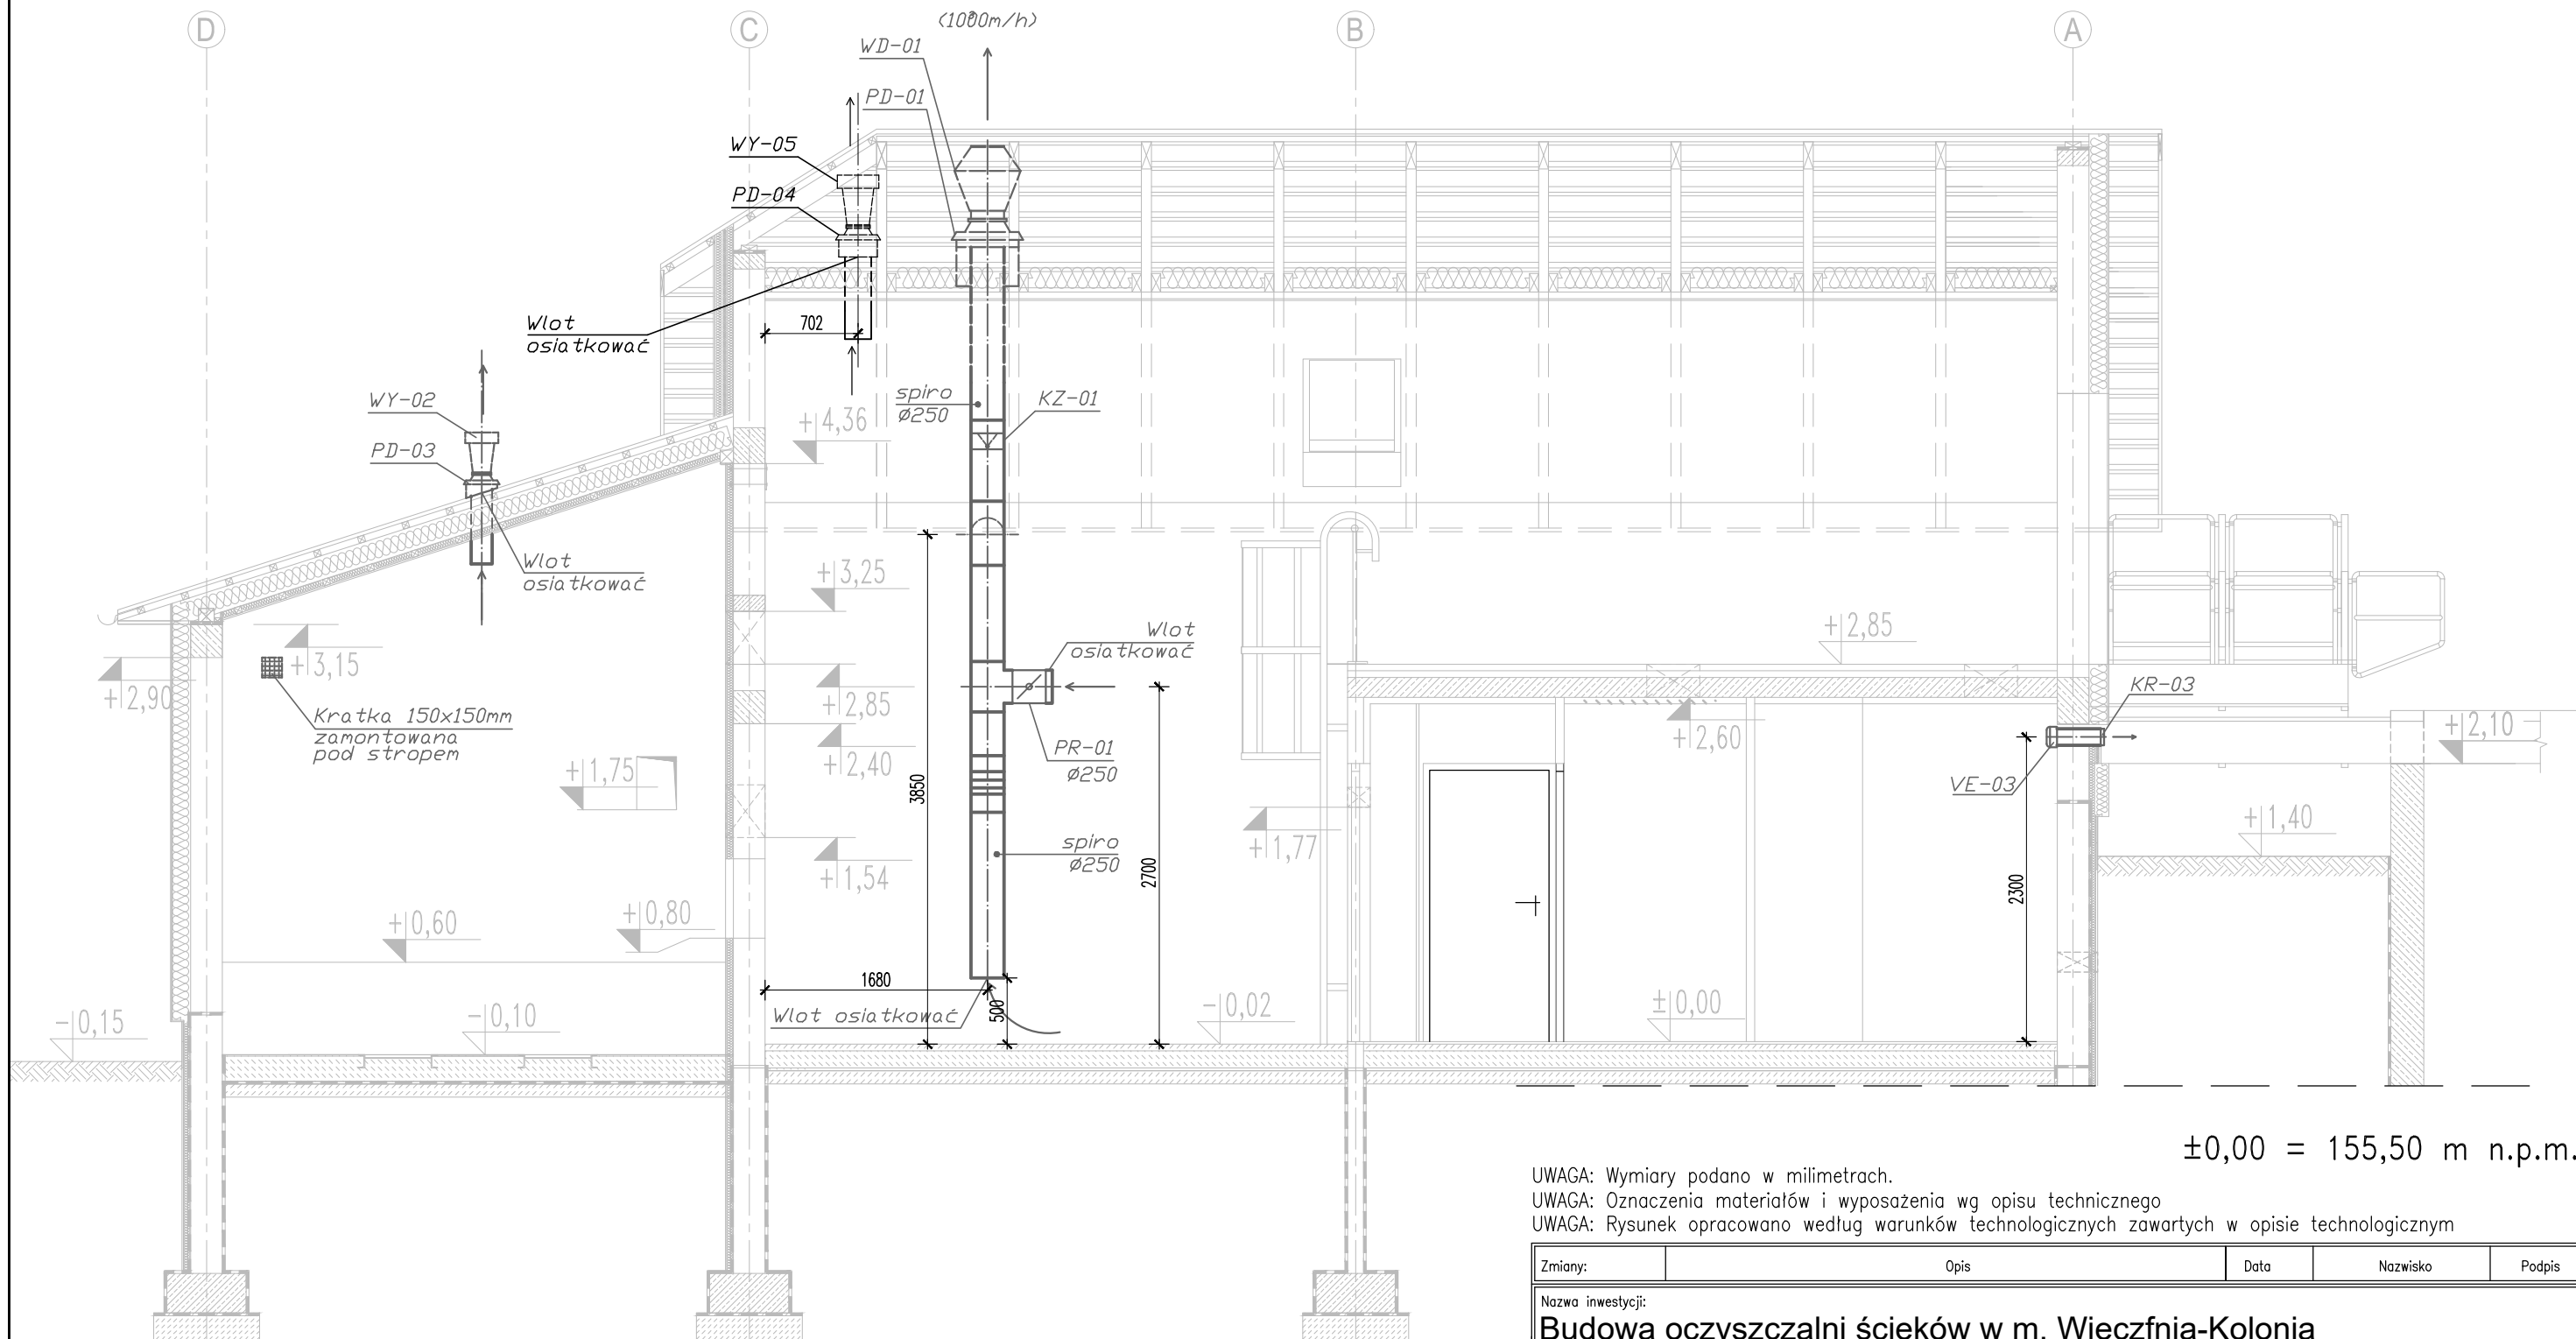 D
C
B
A
(1000m³/h)
WD-01
PD-01
WY-05
PD-04
Wlot
osiatkować
702
WY-02
PD-03
Wlot
osiatkować
spiro
ø250
KZ-01
+4,36
+3,25
+2,85
+2,40
+1,54
+3,15
+2,90
Kratka 150x150mm
zamontowana
pod stropem
+1,75
+0,60
+0,80
-0,10
-0,15
Wlot
osiatkować
PR-01
ø250
3850
spiro
ø250
2700
1680
500
Wlot osiatkować
-0,02
+1,77
+2,85
+2,60
±0,00
KR-03
VE-03
2300
+2,10
+1,40
±0,00 = 155,50 m n.p.m.
UWAGA: Wymiary podano w milimetrach.
UWAGA: Oznaczenia materiałów i wyposażenia wg opisu technicznego
UWAGA: Rysunek opracowano według warunków technologicznych zawartych w opisie technologicznym
Zmiany: Opis Data Nazwisko Podpis
Nazwa inwestycji:
Budowa oczyszczalni ścieków w m. Wieczfnia-Kolonia